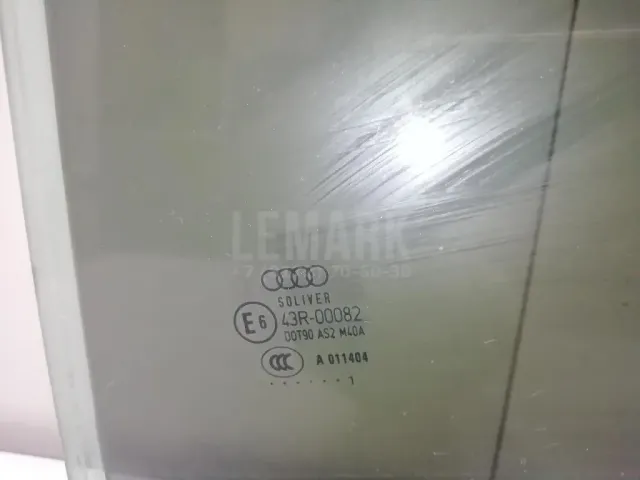 LEMARK
SOLIVER
E6 43R-00082
DOT90 AS2 M40A
CCC A 011404
. . . . . . 1